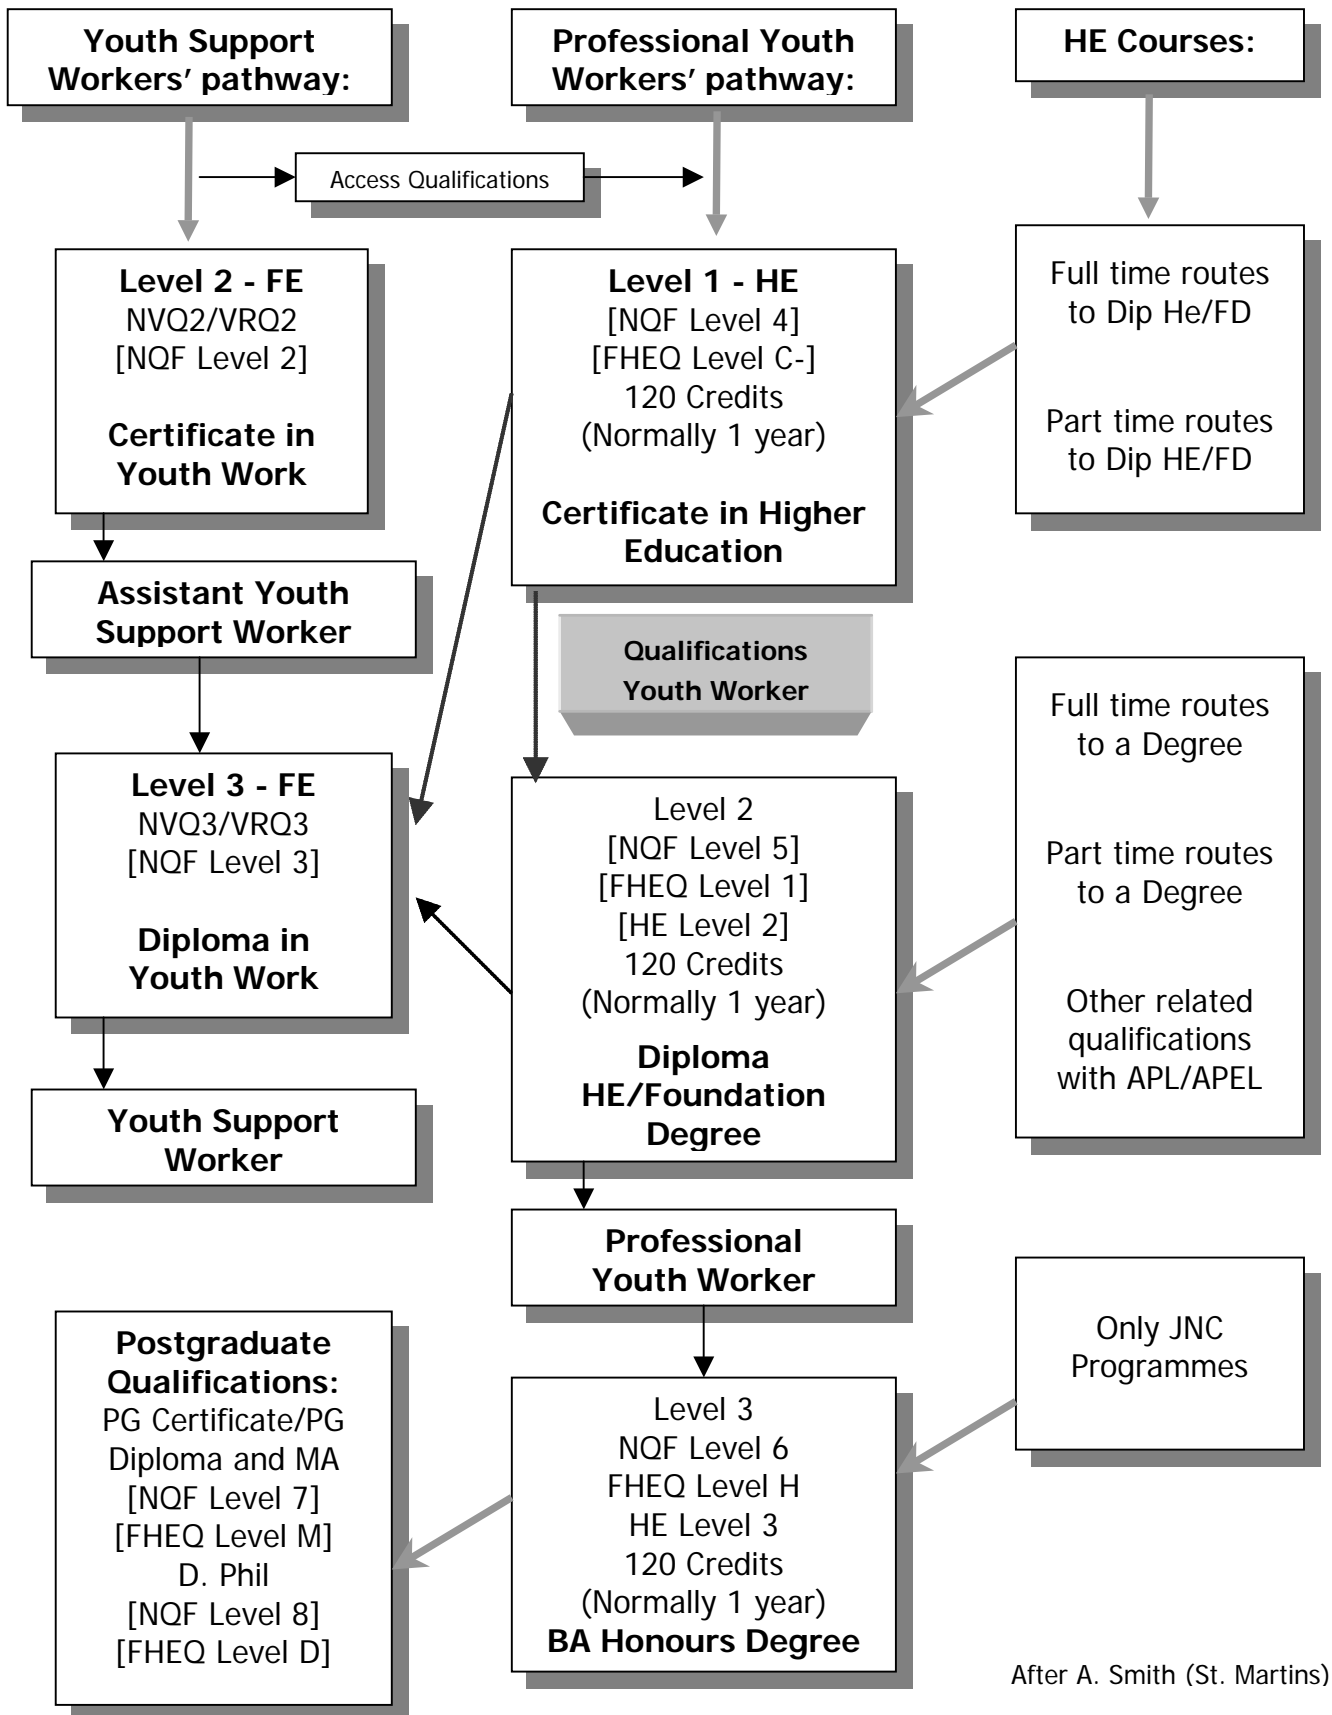 Youth Support
Workers' pathway:
Professional Youth
Workers' pathway:
HE Courses:
Access Qualifications
Level 2 - FE
NVQ2/VRQ2
[NQF Level 2]
Certificate in
Youth Work
Level 1 - HE
[NQF Level 4]
[FHEQ Level C-]
120 Credits
(Normally 1 year)
Certificate in Higher
Education
Full time routes
to Dip He/FD
Part time routes
to Dip HE/FD
Assistant Youth
Support Worker
Qualifications
Youth Worker
Level 3 - FE
NVQ3/VRQ3
[NQF Level 3]
Diploma in
Youth Work
Level 2
[NQF Level 5]
[FHEQ Level 1]
[HE Level 2]
120 Credits
(Normally 1 year)
Diploma
HE/Foundation
Degree
Full time routes
to a Degree
Part time routes
to a Degree
Other related
qualifications
with APL/APEL
Youth Support
Worker
Professional
Youth Worker
Postgraduate
Qualifications:
PG Certificate/PG
Diploma and MA
[NQF Level 7]
[FHEQ Level M]
D. Phil
[NQF Level 8]
[FHEQ Level D]
Level 3
NQF Level 6
FHEQ Level H
HE Level 3
120 Credits
(Normally 1 year)
BA Honours Degree
Only JNC
Programmes
After A. Smith (St. Martins)